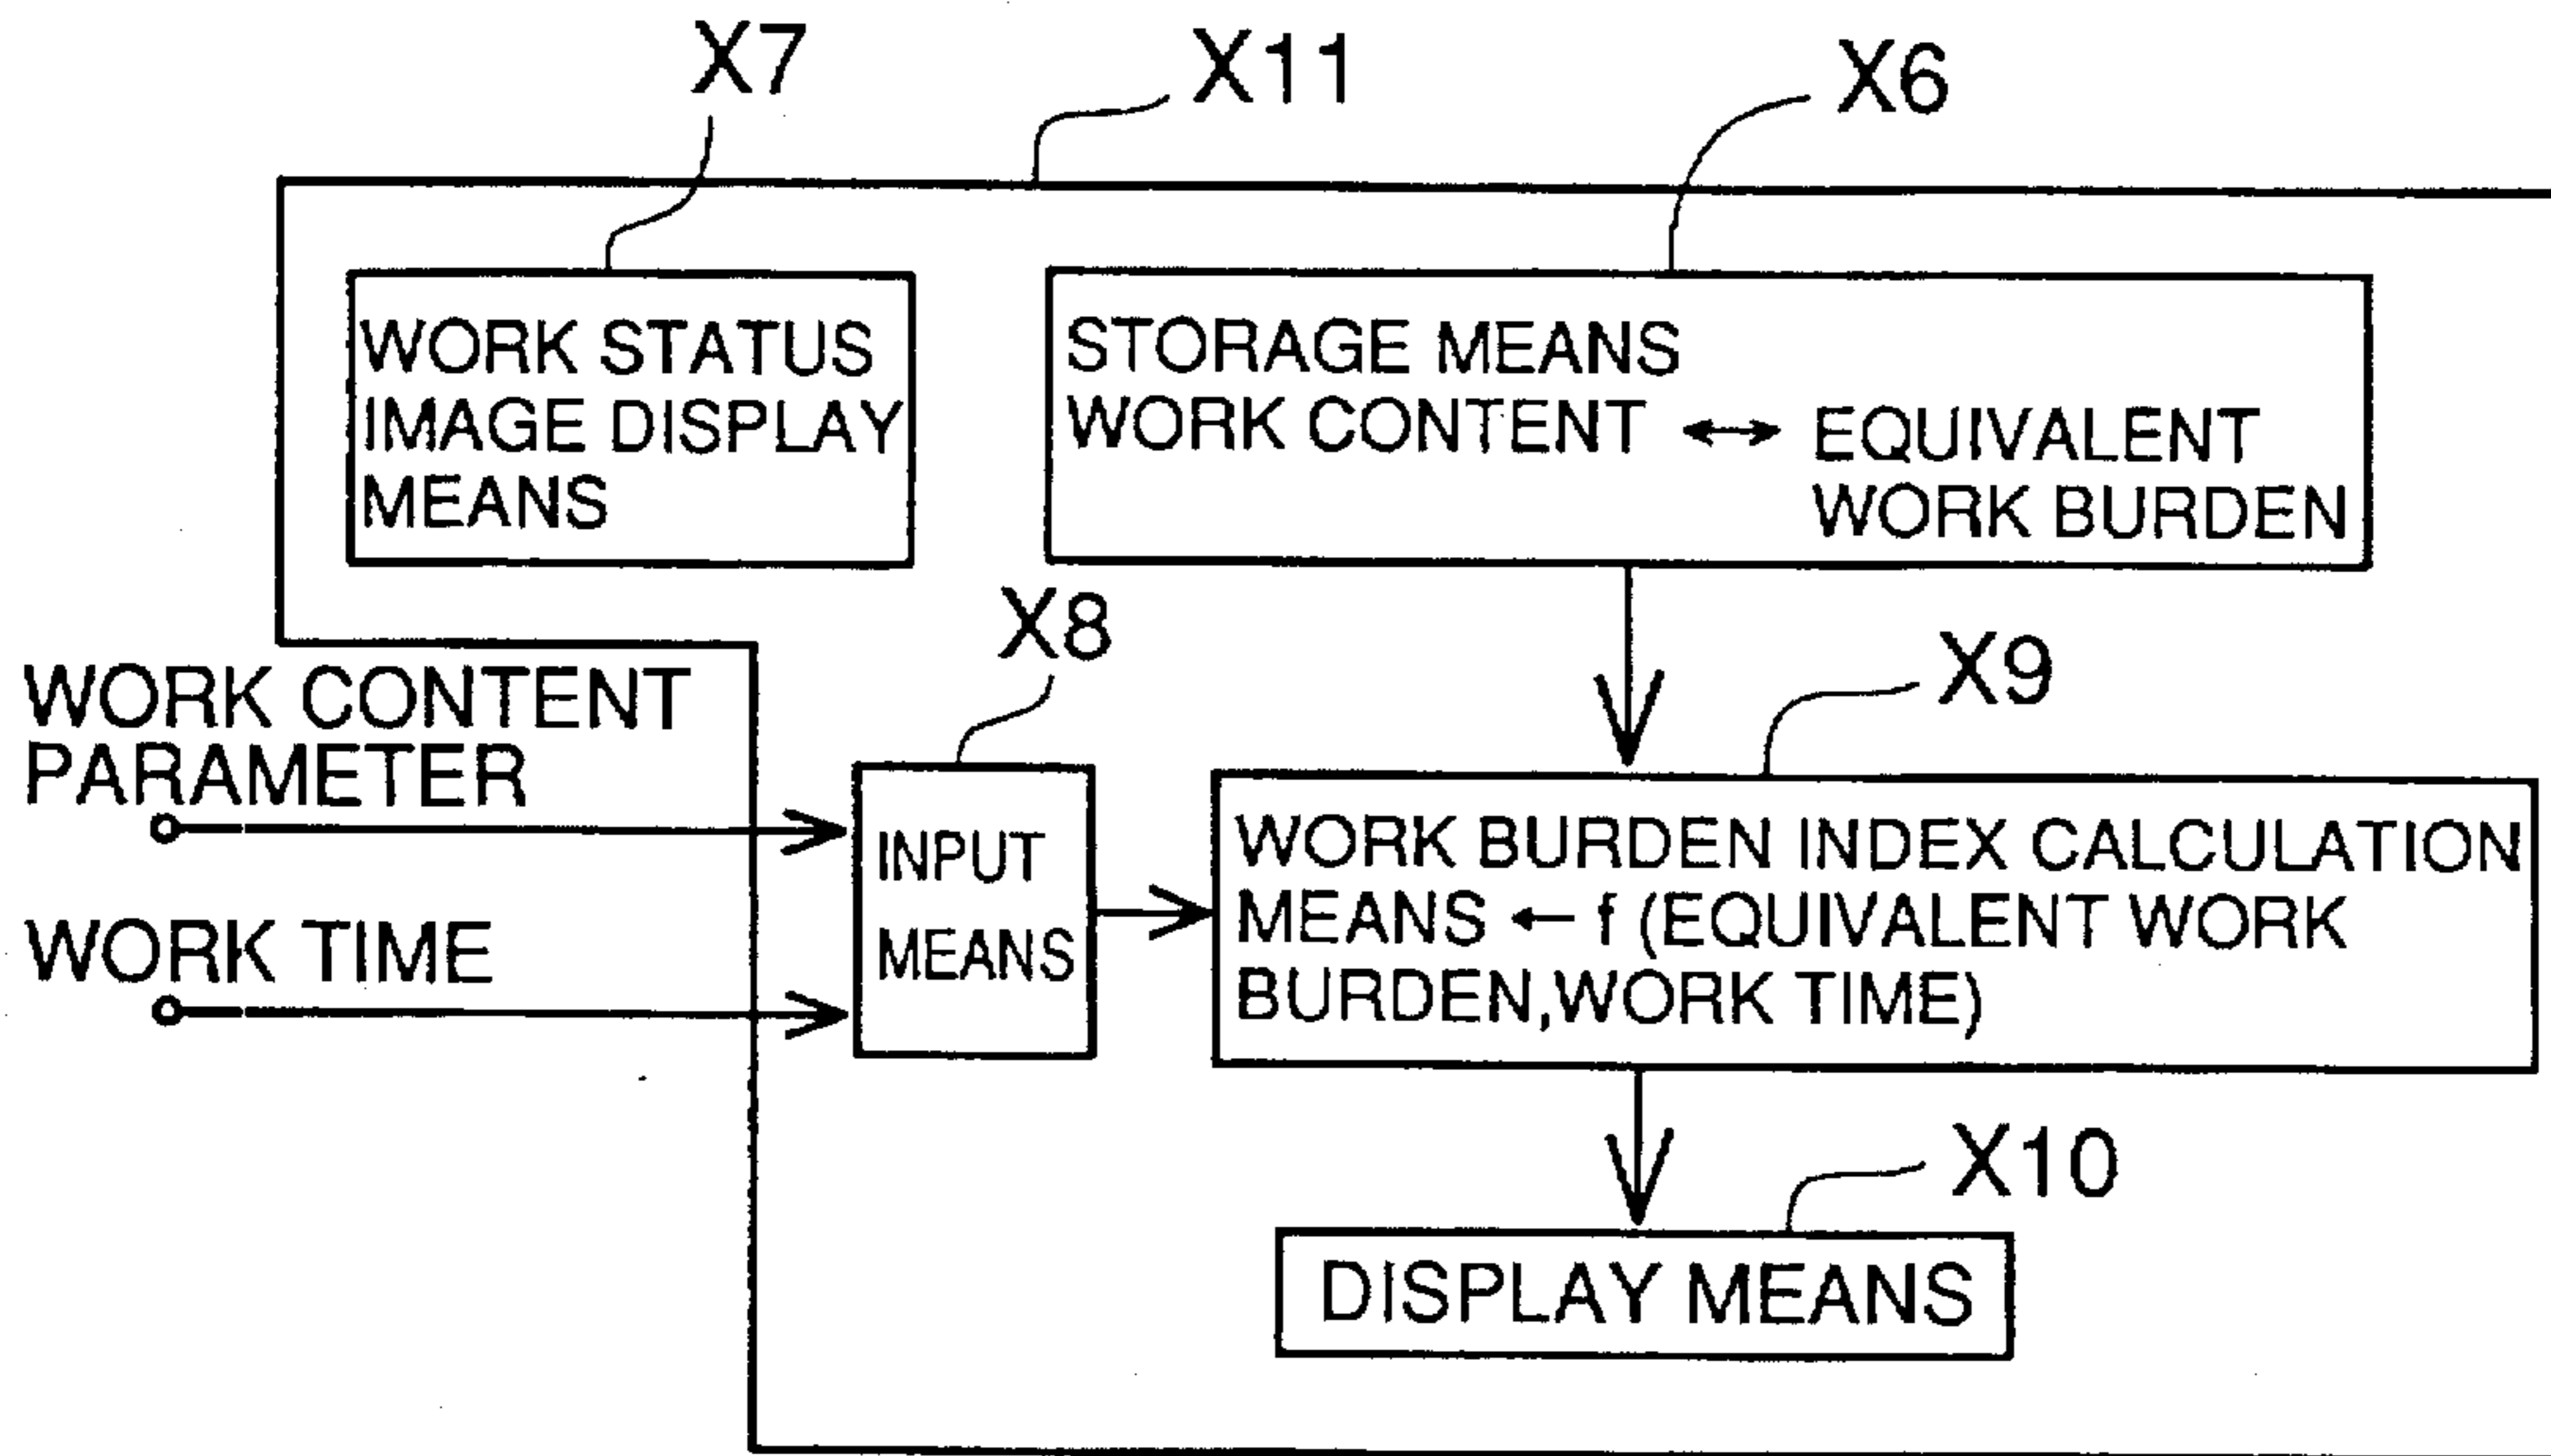 X7
X11
X6
WORK STATUS
IMAGE DISPLAY
MEANS
STORAGE MEANS
WORK CONTENT ↔ EQUIVALENT
WORK BURDEN
X8
X9
WORK CONTENT
PARAMETER
WORK TIME
INPUT
MEANS
WORK BURDEN INDEX CALCULATION
MEANS ← f (EQUIVALENT WORK
BURDEN,WORK TIME)
X10
DISPLAY MEANS